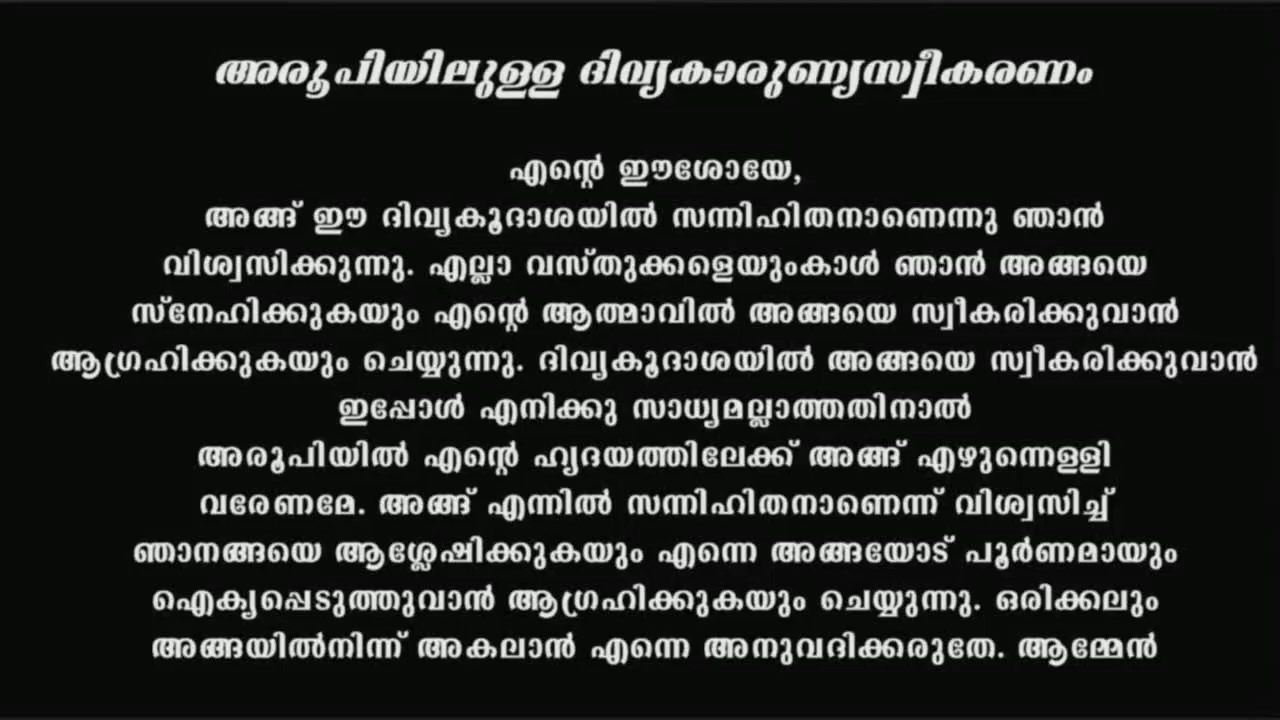 അരൂപിയിലുള്ള ദിവ്യകാരുണ്യസ്വീകരണം
എന്റെ ഈശോയേ,
അങ്ങ് ഈ ദിവ്യകൂദാശയിൽ സന്നിഹിതനാണെന്നു ഞാൻ
വിശ്വസിക്കുന്നു. എല്ലാ വസ്തുക്കളെയുംകാൾ ഞാൻ അങ്ങയെ
സ്നേഹിക്കുകയും എന്റെ ആത്മാവിൽ അങ്ങയെ സ്വീകരിക്കുവാൻ
ആഗ്രഹിക്കുകയും ചെയ്യുന്നു. ദിവ്യകൂദാശയിൽ അങ്ങയെ സ്വീകരിക്കുവാൻ
ഇപ്പോൾ എനിക്കു സാധ്യമല്ലാത്തതിനാൽ
അരൂപിയിൽ എന്റെ ഹൃദയത്തിലേക്ക് അങ്ങ് എഴുന്നെള്ളി
വരേണമേ. അങ്ങ് എന്നിൽ സന്നിഹിതനാണെന്ന് വിശ്വസിച്ച്
ഞാനങ്ങയെ ആശ്ലേഷിക്കുകയും എന്നെ അങ്ങയോട് പൂർണമായും
ഐക്യപ്പെടുത്തുവാൻ ആഗ്രഹിക്കുകയും ചെയ്യുന്നു. ഒരിക്കലും
അങ്ങയിൽനിന്ന് അകലാൻ എന്നെ അനുവദിക്കരുതേ. ആമ്മേൻ